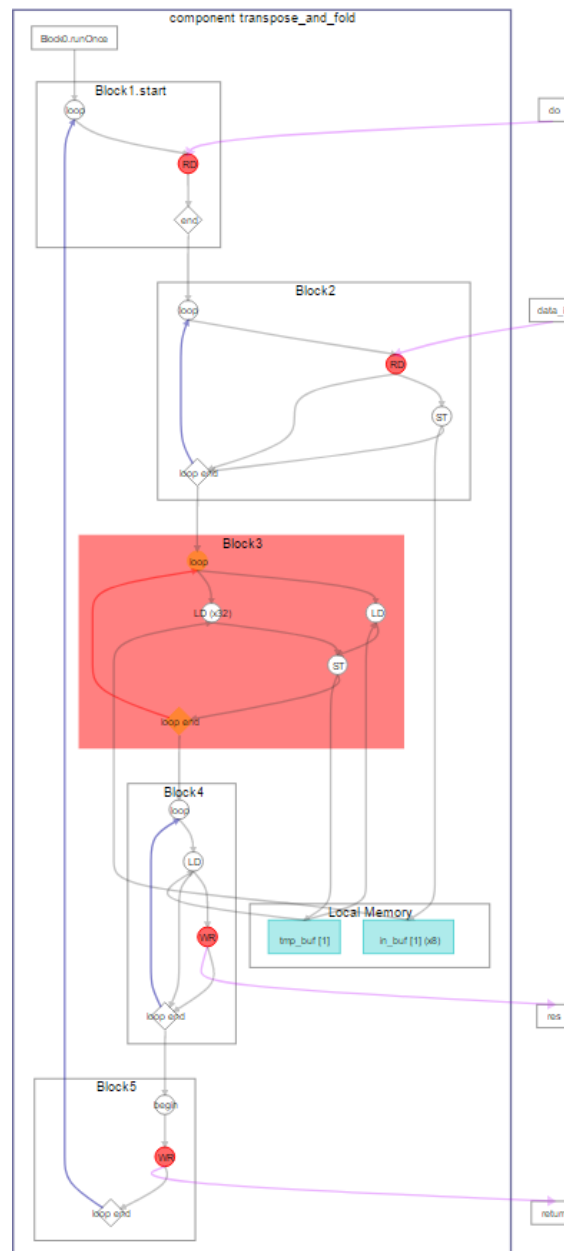 component transpose_and_fold
Block0.runOnce
Block1.start
loop
do
RD
end
Block2
loop
data_i
RD
ST
loop end
Block3
loop
LD (x32)
LD
ST
loop end
Block4
loop
LD
Local Memory
WR
tmp_buf [1]
in_buf [1] (x8)
loop end
res
Block5
begin
WR
loop end
return